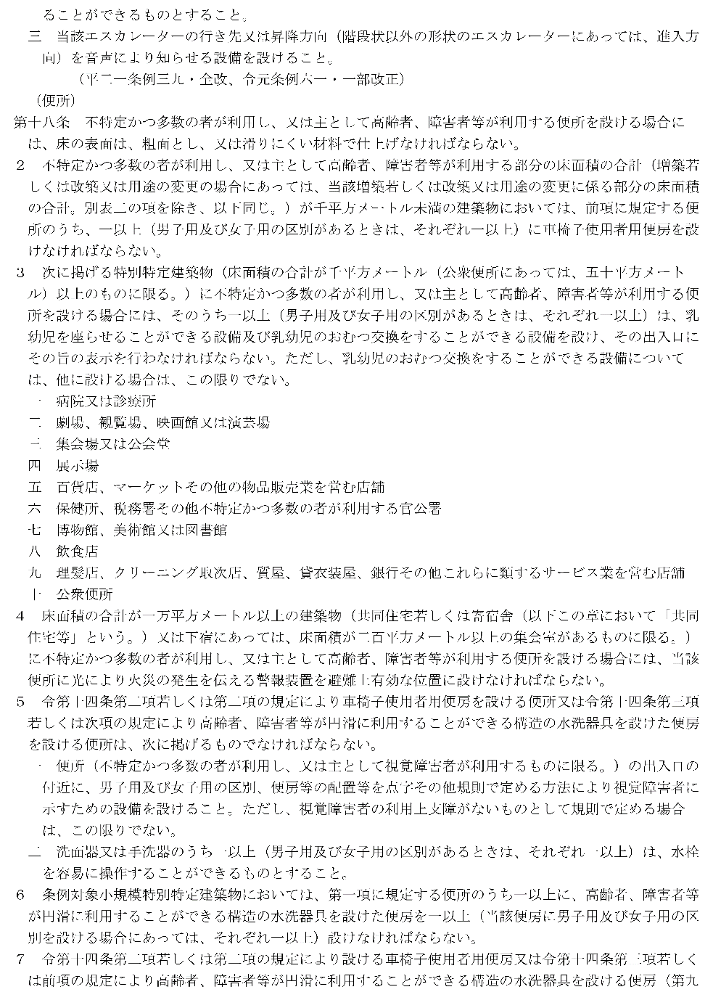 ることができるものとすること。
三　当該エスカレーターの行き先又は昇降方向（階段状以外の形状のエスカレーターにあっては、進入方
向）を音声により知らせる設備を設けること。
（平二一条例三九・全改、令元条例六一・一部改正）
（便所）
第十八条　不特定かつ多数の者が利用し、又は主として高齢者、障害者等が利用する便所を設ける場合に
は、床の表面は、粗面とし、又は滑りにくい材料で仕上げなければならない。
２　不特定かつ多数の者が利用し、又は主として高齢者、障害者等が利用する部分の床面積の合計（増築若
しくは改築又は用途の変更の場合にあっては、当該増築若しくは改築又は用途の変更に係る部分の床面積
の合計。別表二の項を除き、以下同じ。）が千平方メートル未満の建築物においては、前項に規定する便
所のうち、一以上（男子用及び女子用の区別があるときは、それぞれ一以上）に車椅子使用者用便房を設
けなければならない。
３　次に掲げる特別特定建築物（床面積の合計が千平方メートル（公衆便所にあっては、五十平方メート
ル）以上のものに限る。）に不特定かつ多数の者が利用し、又は主として高齢者、障害者等が利用する便
所を設ける場合には、そのうち一以上（男子用及び女子用の区別があるときは、それぞれ一以上）は、乳
幼児を座らせることができる設備及び乳幼児のおむつ交換をすることができる設備を設け、その出入口に
その旨の表示を行わなければならない。ただし、乳幼児のおむつ交換をすることができる設備について
は、他に設ける場合は、この限りでない。
一　病院又は診療所
二　劇場、観覧場、映画館又は演芸場
三　集会場又は公会堂
四　展示場
五　百貨店、マーケットその他の物品販売業を営む店舗
六　保健所、税務署その他不特定かつ多数の者が利用する官公署
七　博物館、美術館又は図書館
八　飲食店
九　理髪店、クリーニング取次店、質屋、貸衣装屋、銀行その他これらに類するサービス業を営む店舗
十　公衆便所
４　床面積の合計が一万平方メートル以上の建築物（共同住宅若しくは寄宿舎（以下この章において「共同
住宅等」という。）又は下宿にあっては、床面積が二百平方メートル以上の集会室があるものに限る。）
に不特定かつ多数の者が利用し、又は主として高齢者、障害者等が利用する便所を設ける場合には、当該
便所に光により火災の発生を伝える警報装置を避難上有効な位置に設けなければならない。
５　令第十四条第一項若しくは第二項の規定により車椅子使用者用便房を設ける便所又は令第十四条第三項
若しくは次項の規定により高齢者、障害者等が円滑に利用することができる構造の水洗器具を設けた便房
を設ける便所は、次に掲げるものでなければならない。
一　便所（不特定かつ多数の者が利用し、又は主として視覚障害者が利用するものに限る。）の出入口の
付近に、男子用及び女子用の区別、便房等の配置等を点字その他規則で定める方法により視覚障害者に
示すための設備を設けること。ただし、視覚障害者の利用上支障がないものとして規則で定める場合
は、この限りでない。
二　洗面器又は手洗器のうち一以上（男子用及び女子用の区別があるときは、それぞれ一以上）は、水栓
を容易に操作することができるものとすること。
６　条例対象小規模特別特定建築物においては、第一項に規定する便所のうち一以上に、高齢者、障害者等
が円滑に利用することができる構造の水洗器具を設けた便房を一以上（当該便房に男子用及び女子用の区
別を設ける場合にあっては、それぞれ一以上）設けなければならない。
７　令第十四条第一項若しくは第二項の規定により設ける車椅子使用者用便房又は令第十四条第三項若しく
は前項の規定により高齢者、障害者等が円滑に利用することができる構造の水洗器具を設ける便房（第九